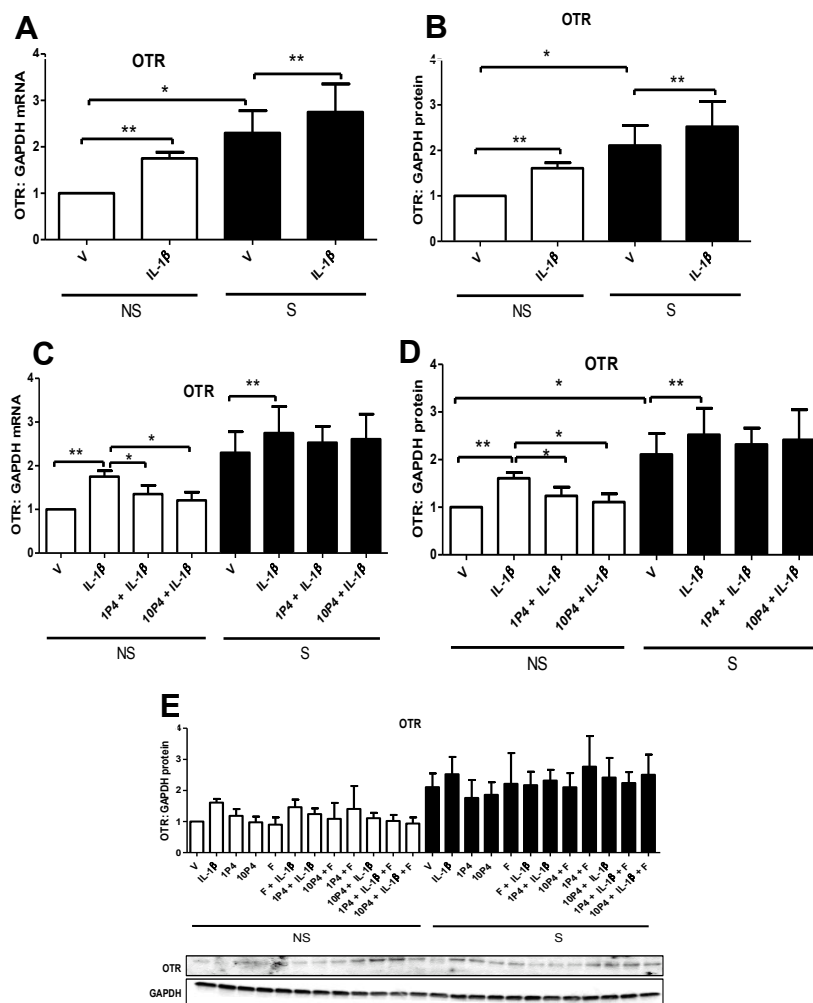 A
OTR
OTR: GAPDH mRNA
4
3
2
1
0
**
*
**
V
IL-1β
V
IL-1β
NS
S
B
OTR
OTR: GAPDH protein
4
3
2
1
0
**
*
**
V
IL-1β
V
IL-1β
NS
S
C
OTR
OTR: GAPDH mRNA
4
3
2
1
0
**
*
*
**
V
IL-1β
1P4 + IL-1β
10P4 + IL-1β
V
IL-1β
1P4 + IL-1β
10P4 + IL-1β
NS
S
D
OTR
OTR: GAPDH protein
4
3
2
1
0
**
*
*
*
**
V
IL-1β
1P4 + IL-1β
10P4 + IL-1β
V
IL-1β
1P4 + IL-1β
10P4 + IL-1β
NS
S
E
OTR
OTR: GAPDH protein
4
3
2
1
0
V
IL-1β
1P4
10P4
F
F + IL-1β
1P4 + IL-1β
10P4 + F
1P4 + F
10P4 + IL-1β
1P4 + IL-1β + F
10P4 + IL-1β + F
V
IL-1β
1P4
10P4
F
F + IL-1β
1P4 + IL-1β
10P4 + F
1P4 + F
10P4 + IL-1β
1P4 + IL-1β + F
10P4 + IL-1β + F
NS
S
OTR
GAPDH